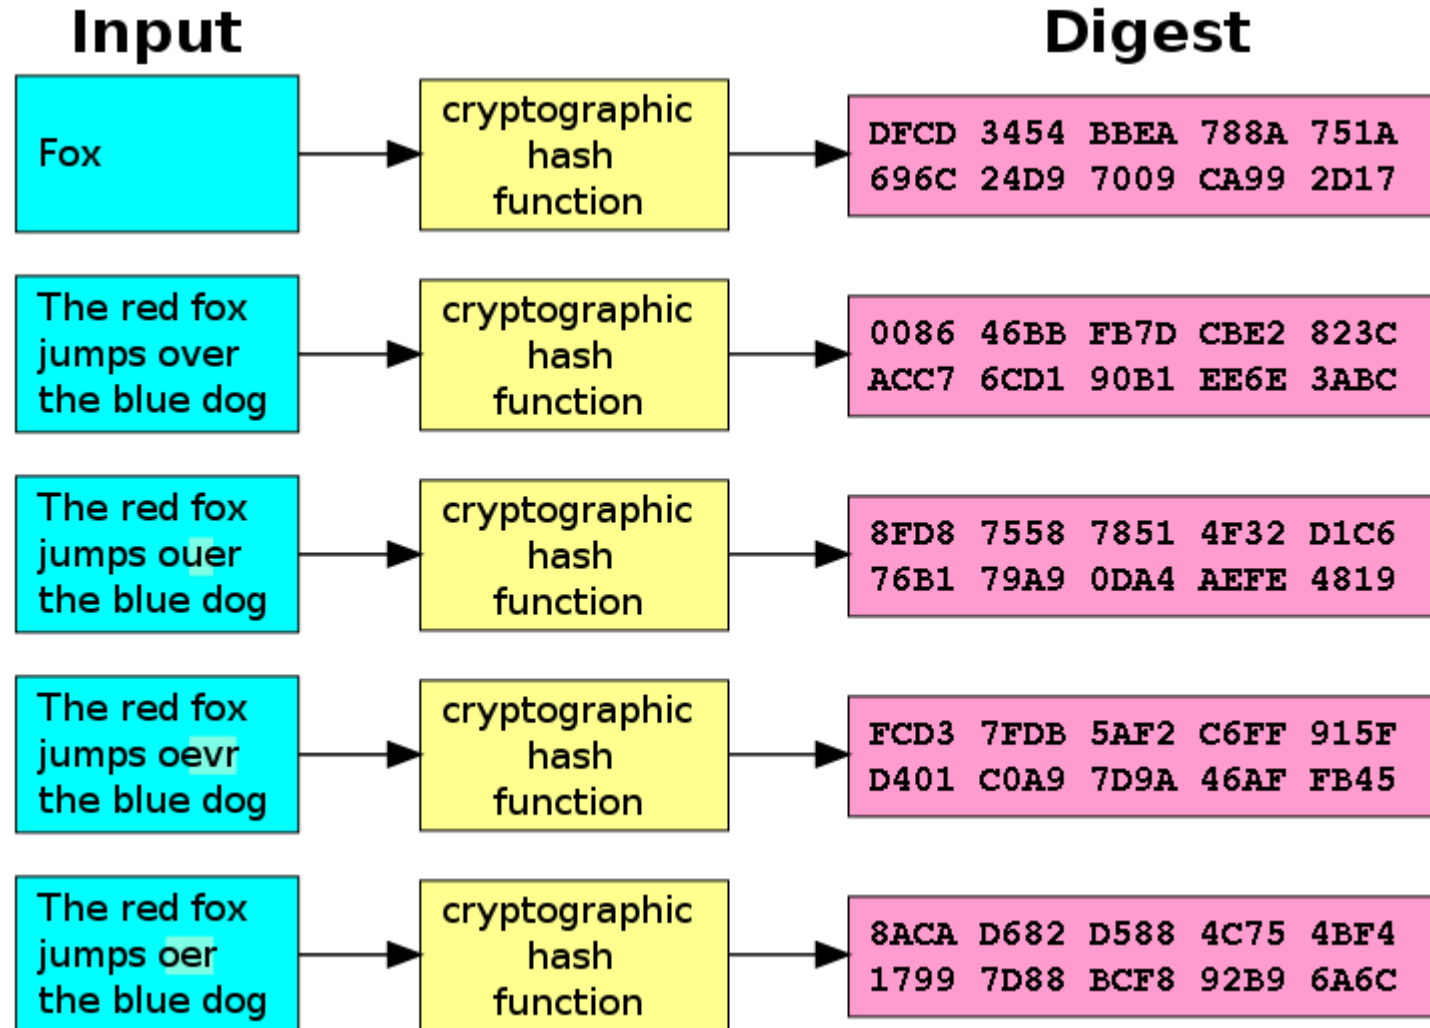 Input
Digest
Fox
cryptographic
hash
function
DFCD 3454 BBEA 788A 751A
696C 24D9 7009 CA99 2D17
The red fox
jumps over
the blue dog
cryptographic
hash
function
0086 46BB FB7D CBE2 823C
ACC7 6CD1 90B1 EE6E 3ABC
The red fox
jumps ouer
the blue dog
cryptographic
hash
function
8FD8 7558 7851 4F32 D1C6
76B1 79A9 0DA4 AEFE 4819
The red fox
jumps oevr
the blue dog
cryptographic
hash
function
FCD3 7FDB 5AF2 C6FF 915F
D401 C0A9 7D9A 46AF FB45
The red fox
jumps oer
the blue dog
cryptographic
hash
function
8ACA D682 D588 4C75 4BF4
1799 7D88 BCF8 92B9 6A6C